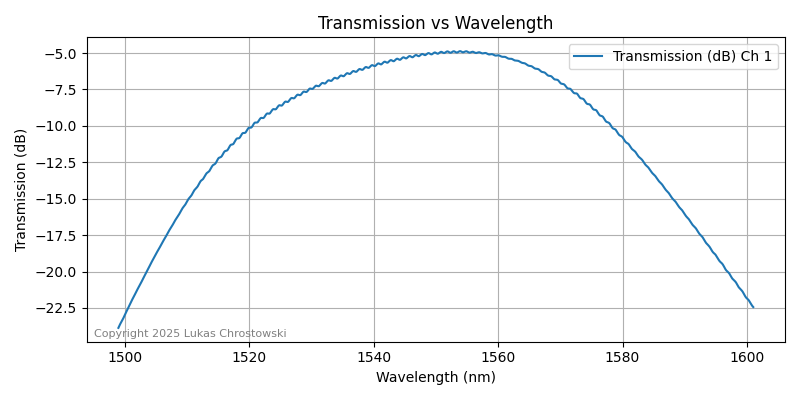 Transmission vs Wavelength
Transmission (dB) Ch 1
Transmission (dB)
−5.0
−7.5
−10.0
−12.5
−15.0
−17.5
−20.0
−22.5
Copyright 2025 Lukas Chrostowski
1500 1520 1540 1560 1580 1600
Wavelength (nm)